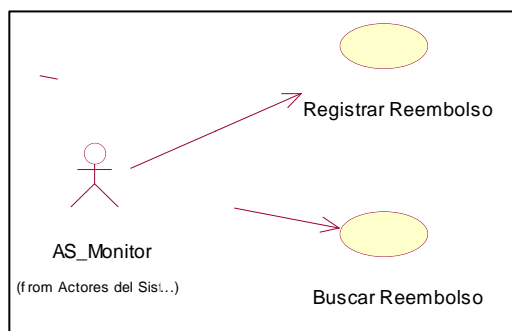 Registrar Reembolso
AS_Monitor
(from Actores del Sist...)
Buscar Reembolso